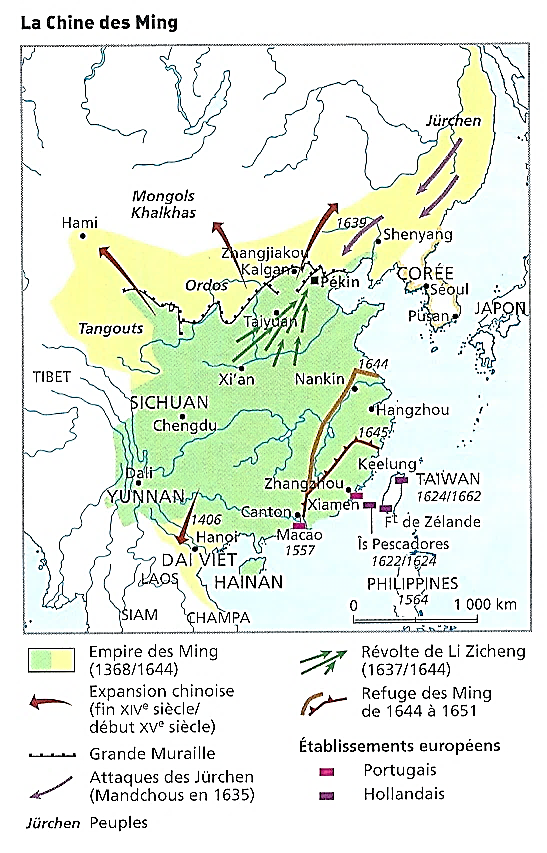 La Chine des Ming
Jürchen
Mongols
Khalkhas
1639
Hami
Shenyang
Zhangjiakou
Kalgan
CORÉE
Pékin
Ordos
Séoul
JAPON
Pusan
Taiyuan
Tangouts
1644
TIBET
Xi'an
Nankin
SICHUAN
Hangzhou
Chengdu
1645
Keelung
Dali
TAÏWAN
Zhangzhou
1624/1662
YUNNAN
Xiamen
1406
Canton
Ft de Zélande
Hanoi
Macao
Îs Pescadores
1557
DAI VIËT
1622/1624
LAOS
HAINAN
PHILIPPINES
1564
SIAM
CHAMPA
0 1 000 km
Empire des Ming
(1368/1644)
Expansion chinoise
(fin XIVe siècle/
début XVe siècle)
Grande Muraille
Attaques des Jürchen
(Mandchous en 1635)
Jürchen Peuples
Révolte de Li Zicheng
(1637/1644)
Refuge des Ming
de 1644 à 1651
Établissements européens
Portugais
Hollandais